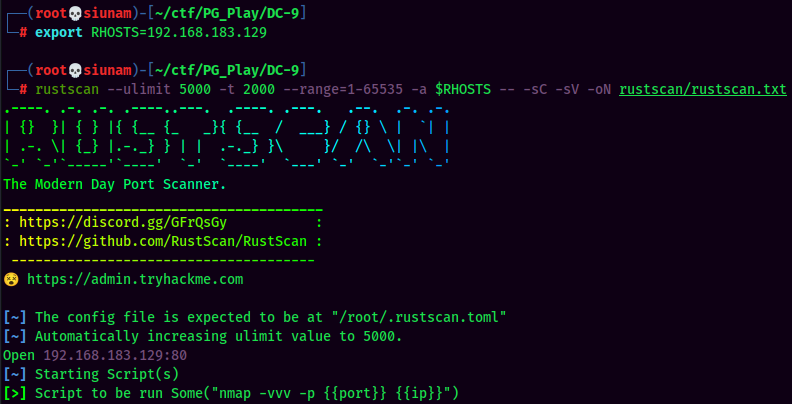 ┌──(root💀siunam)-[~/ctf/PG_Play/DC-9]
└─# export RHOSTS=192.168.183.129
┌──(root💀siunam)-[~/ctf/PG_Play/DC-9]
└─# rustscan --ulimit 5000 -t 2000 --range=1-65535 -a $RHOSTS -- -sC -sV -oN rustscan/rustscan.txt
.----. .-. .-. .----..---.  .----. .---.   .--.  .-. .-.
| {}  }| { } |{ {__ {_   _}{ {__  /  ___} / {} \ |  `| |
| .-. \| {_} |.-._} } | |  .-._} }\     }/  /\  \| |\  |
`-' `-'`-----'`----'  `-'  `----'  `---' `-'  `-'`-' `-'
The Modern Day Port Scanner.
________________________________________
: https://discord.gg/GFrQsGy           :
: https://github.com/RustScan/RustScan :
 --------------------------------------
😵 https://admin.tryhackme.com
[~] The config file is expected to be at "/root/.rustscan.toml"
[~] Automatically increasing ulimit value to 5000.
Open 192.168.183.129:80
[~] Starting Script(s)
[>] Script to be run Some("nmap -vvv -p {{port}} {{ip}}")